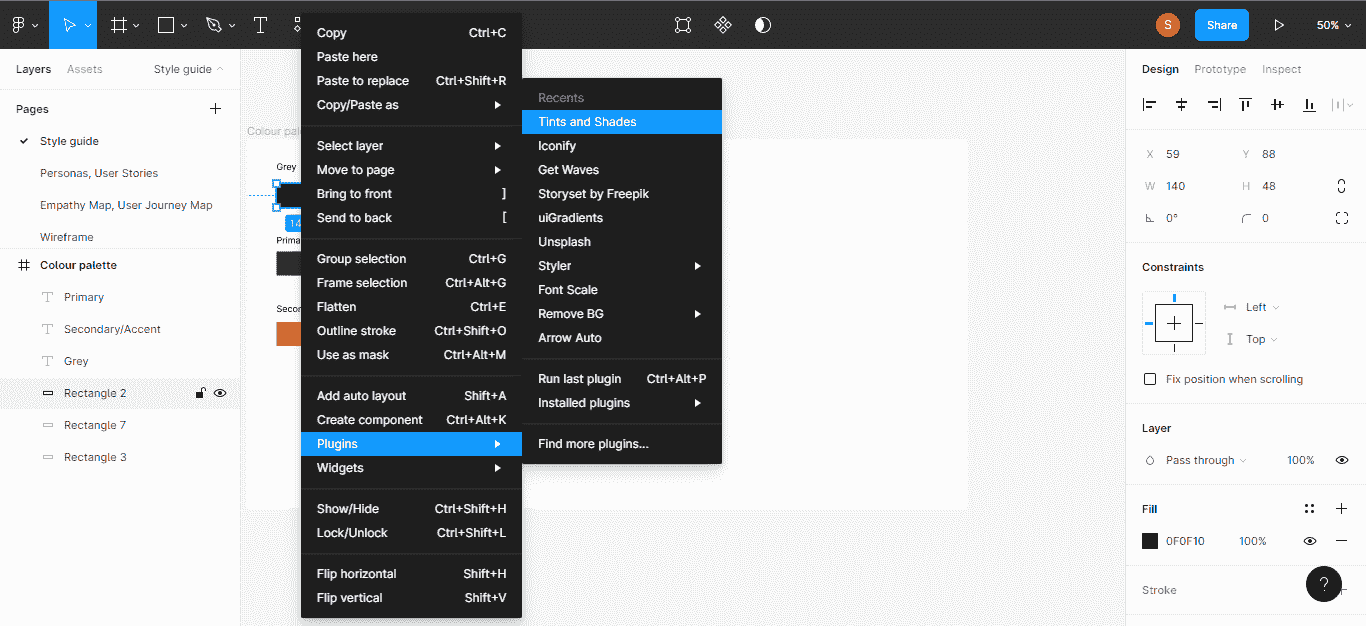 S
Share
50%
Layers
Assets
Style guide
Pages
Style guide
Personas, User Stories
Empathy Map, User Journey Map
Wireframe
Colour palette
Primary
Secondary/Accent
Grey
Rectangle 2
Rectangle 7
Rectangle 3
Grey
Copy Ctrl+C
Paste here
Paste to replace Ctrl+Shift+R
Copy/Paste as
Select layer
Move to page
Bring to front ]
Send to back [
Group selection Ctrl+G
Frame selection Ctrl+Alt+G
Flatten Ctrl+E
Outline stroke Ctrl+Shift+O
Use as mask Ctrl+Alt+M
Add auto layout Shift+A
Create component Ctrl+Alt+K
Plugins
Widgets
Show/Hide Ctrl+Shift+H
Lock/Unlock Ctrl+Shift+L
Flip horizontal Shift+H
Flip vertical Shift+V
Recents
Tints and Shades
Iconify
Get Waves
Storyset by Freepik
uiGradients
Unsplash
Styler
Font Scale
Remove BG
Arrow Auto
Run last plugin Ctrl+Alt+P
Installed plugins
Find more plugins...
Design
Prototype
Inspect
X 59 Y 88
W 140 H 48
0° 0
Constraints
Left
Top
Fix position when scrolling
Layer
Pass through 100%
Fill
0F0F10 100%
Stroke
?